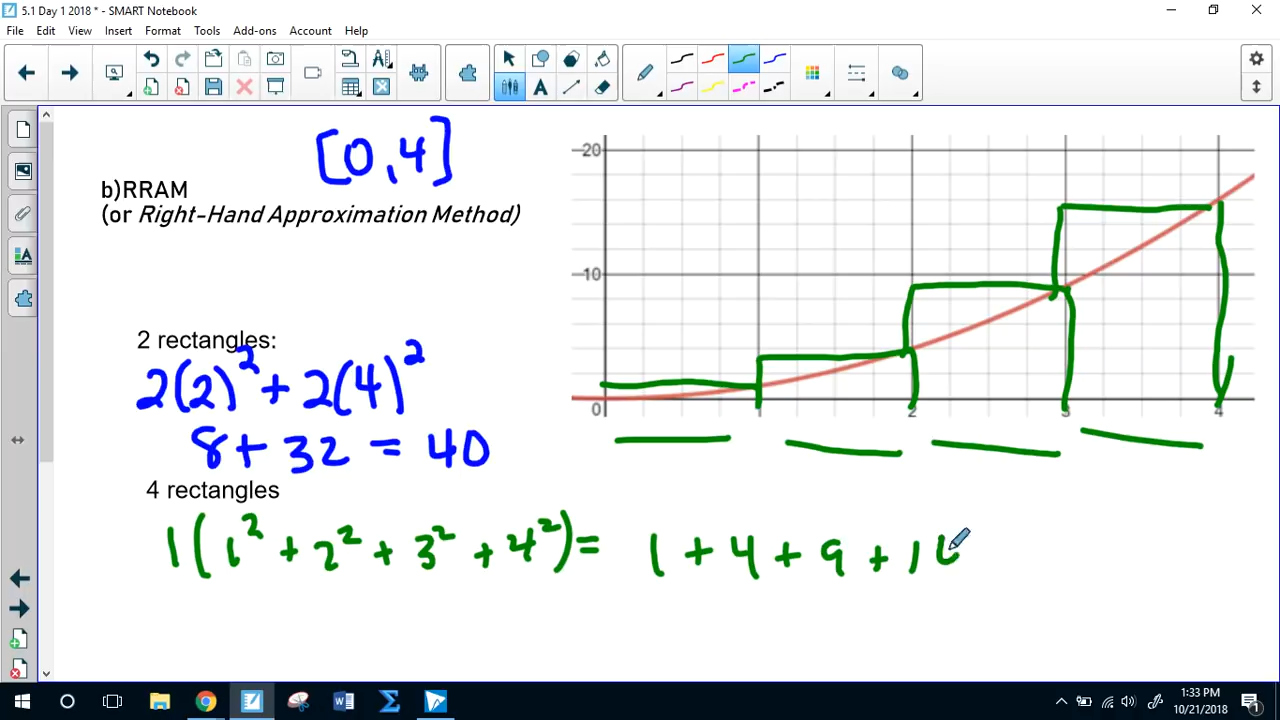 5.1 Day 1 2018 * - SMART Notebook
File Edit View Insert Format Tools Add-ons Account Help
[0,4]
b)RRAM
(or Right-Hand Approximation Method)
20
10
0 2 3 4
2 rectangles:
2(2)² + 2(4)²
8 + 32 = 40
4 rectangles
1(1² + 2² + 3² + 4²) = 1 + 4 + 9 + 1
1:33 PM
10/21/2018